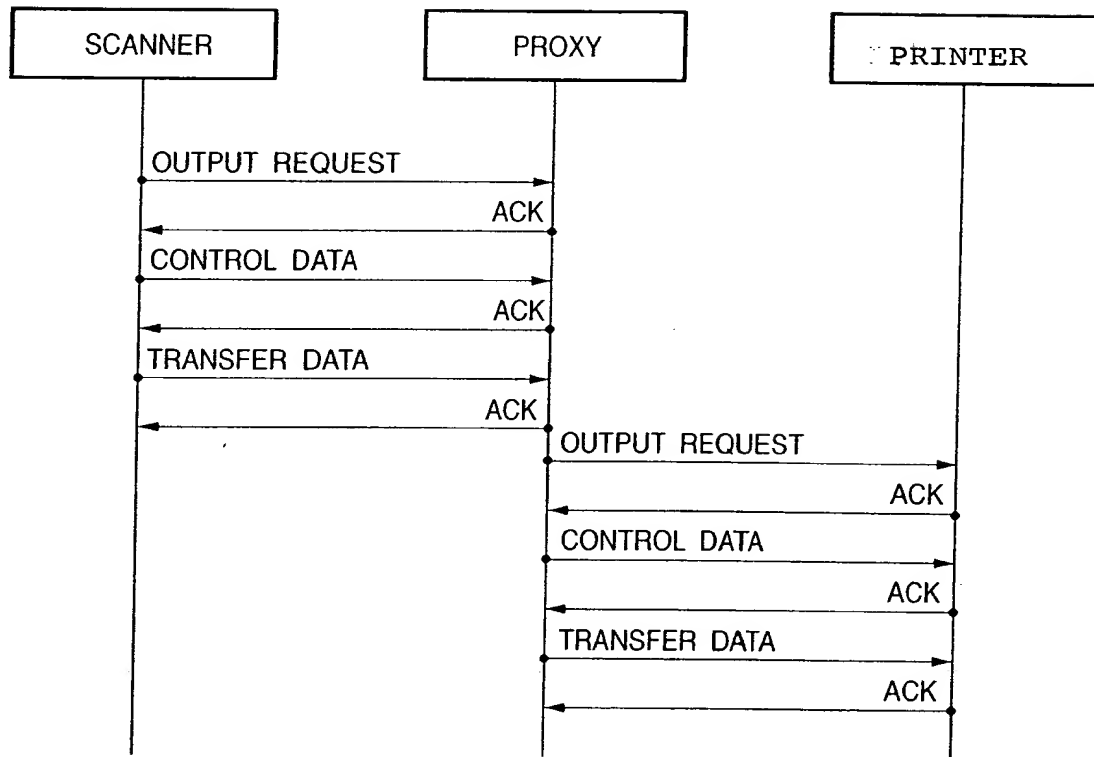 SCANNER
PROXY
PRINTER
OUTPUT REQUEST
ACK
CONTROL DATA
ACK
TRANSFER DATA
ACK
OUTPUT REQUEST
ACK
CONTROL DATA
ACK
TRANSFER DATA
ACK